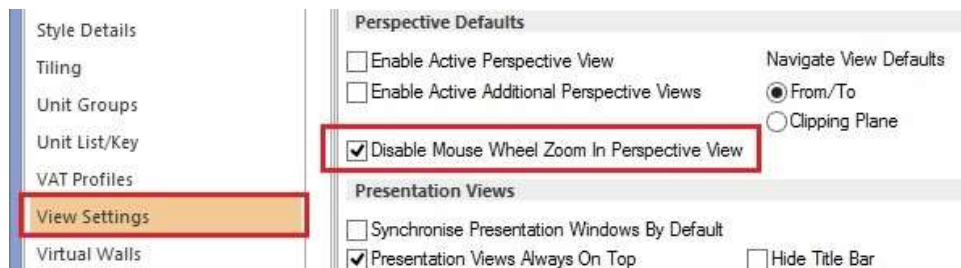 Style Details
Tiling
Unit Groups
Unit List/Key
VAT Profiles
View Settings
Virtual Walls
Perspective Defaults
Enable Active Perspective View
Enable Active Additional Perspective Views
Navigate View Defaults
From/To
Clipping Plane
Disable Mouse Wheel Zoom In Perspective View
Presentation Views
Synchronise Presentation Windows By Default
Presentation Views Always On Top
Hide Title Bar